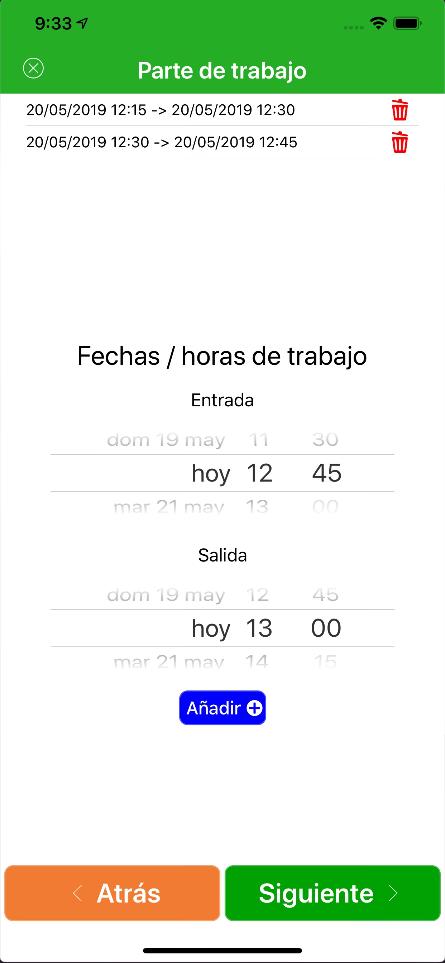 9:33
Parte de trabajo
20/05/2019 12:15 -> 20/05/2019 12:30
20/05/2019 12:30 -> 20/05/2019 12:45
Fechas / horas de trabajo
Entrada
dom 19 may 11 30
hoy 12 45
mar 21 may 13 00
Salida
dom 19 may 12 45
hoy 13 00
mar 21 may 14 15
Añadir
Atrás
Siguiente